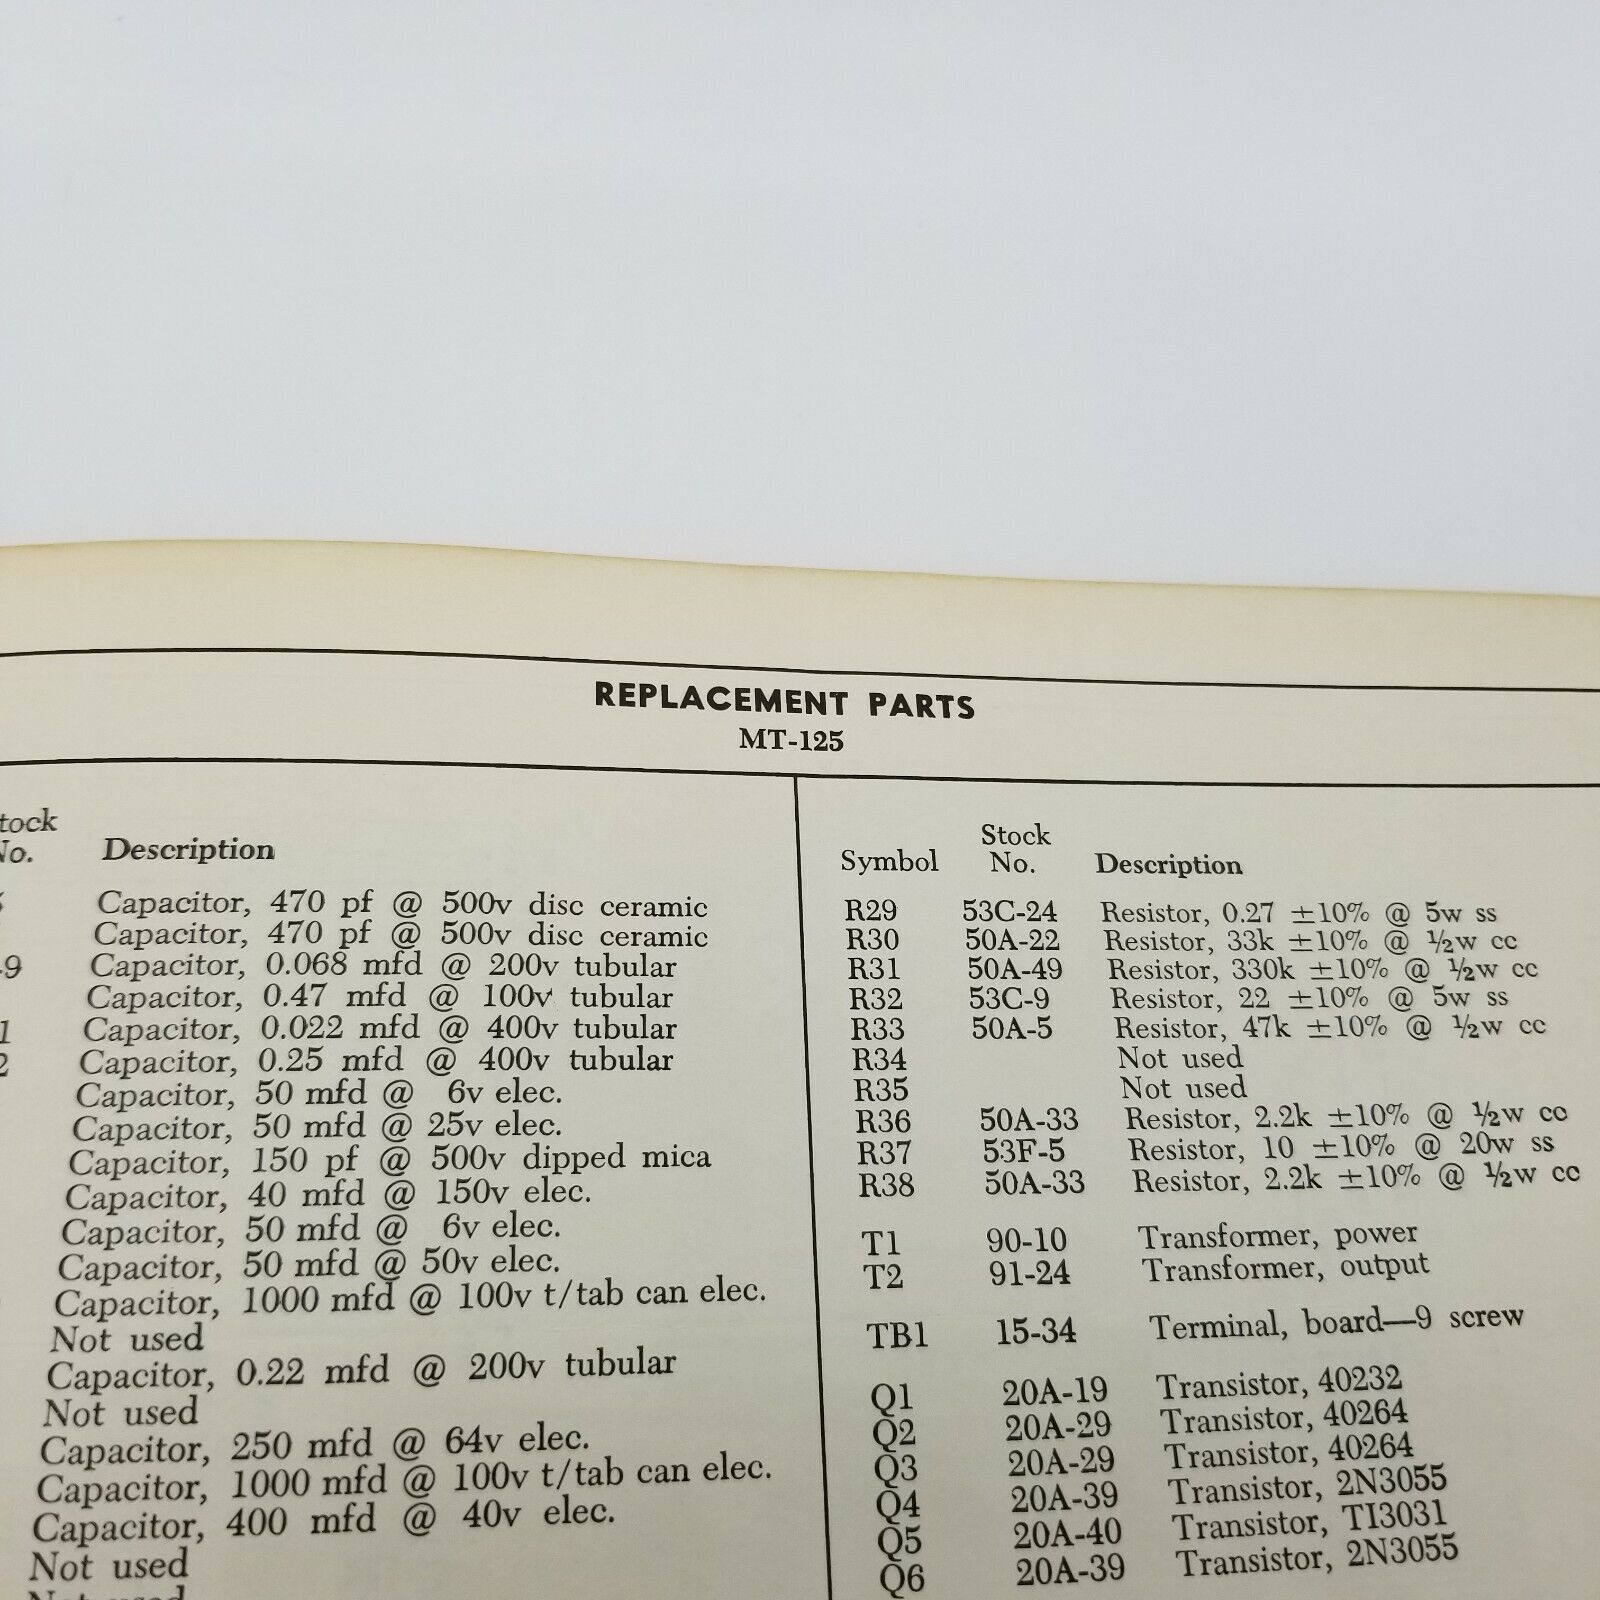 REPLACEMENT PARTS
MT-125
Description
Capacitor, 470 pf @ 500v disc ceramic
Capacitor, 470 pf @ 500v disc ceramic
Capacitor, 0.068 mfd @ 200v tubular
Capacitor, 0.47 mfd @ 100v tubular
Capacitor, 0.022 mfd @ 400v tubular
Capacitor, 0.25 mfd @ 400v tubular
Capacitor, 50 mfd @ 6v elec.
Capacitor, 50 mfd @ 25v elec.
Capacitor, 150 pf @ 500v dipped mica
Capacitor, 40 mfd @ 150v elec.
Capacitor, 50 mfd @ 6v elec.
Capacitor, 50 mfd @ 50v elec.
Capacitor, 1000 mfd @ 100v t/tab can elec.
Not used
Capacitor, 0.22 mfd @ 200v tubular
Not used
Capacitor, 250 mfd @ 64v elec.
Capacitor, 1000 mfd @ 100v t/tab can elec.
Capacitor, 400 mfd @ 40v elec.
Not used
Stock
Symbol No. Description
R29 53C-24 Resistor, 0.27 ±10% @ 5w ss
R30 50A-22 Resistor, 33k ±10% @ ½w cc
R31 50A-49 Resistor, 330k ±10% @ ½w cc
R32 53C-9 Resistor, 22 ±10% @ 5w ss
R33 50A-5 Resistor, 47k ±10% @ ½w cc
R34 Not used
R35 Not used
R36 50A-33 Resistor, 2.2k ±10% @ ½w cc
R37 53F-5 Resistor, 10 ±10% @ 20w ss
R38 50A-33 Resistor, 2.2k ±10% @ ½w cc
T1 90-10 Transformer, power
T2 91-24 Transformer, output
TB1 15-34 Terminal, board—9 screw
Q1 20A-19 Transistor, 40232
Q2 20A-29 Transistor, 40264
Q3 20A-29 Transistor, 40264
Q4 20A-39 Transistor, 2N3055
Q5 20A-40 Transistor, TI3031
Q6 20A-39 Transistor, 2N3055